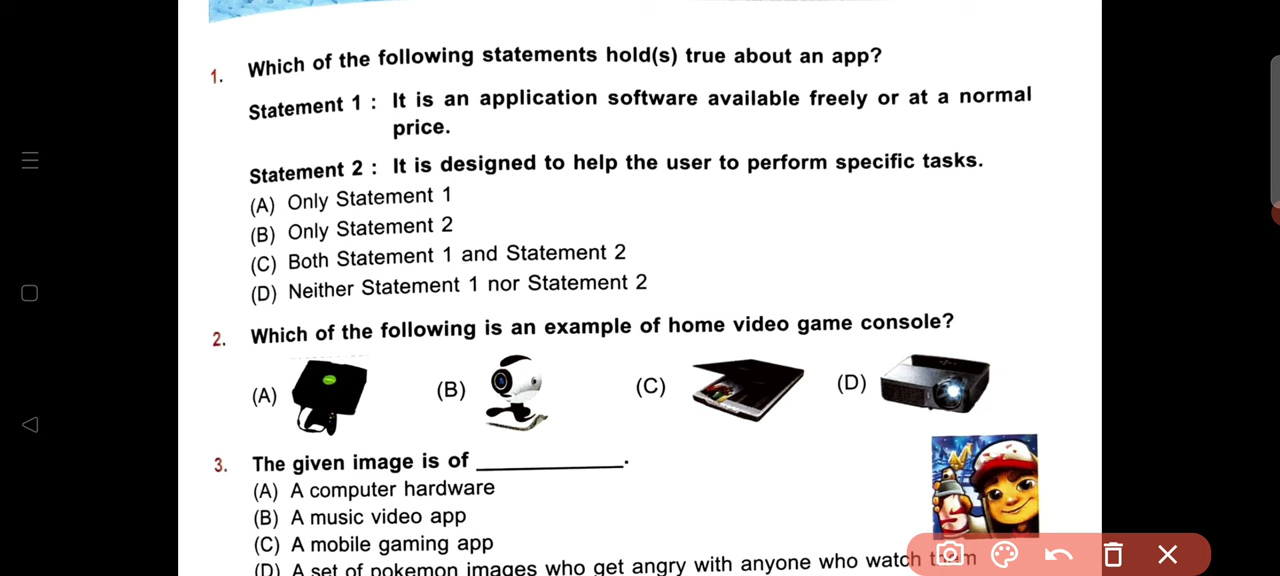 1. Which of the following statements hold(s) true about an app?
Statement 1 : It is an application software available freely or at a normal
price.
Statement 2 : It is designed to help the user to perform specific tasks.
(A) Only Statement 1
(B) Only Statement 2
(C) Both Statement 1 and Statement 2
(D) Neither Statement 1 nor Statement 2
2. Which of the following is an example of home video game console?
(A) (B) (C) (D)
3. The given image is of ____________.
(A) A computer hardware
(B) A music video app
(C) A mobile gaming app
(D) A set of pokemon images who get angry with anyone who watch them